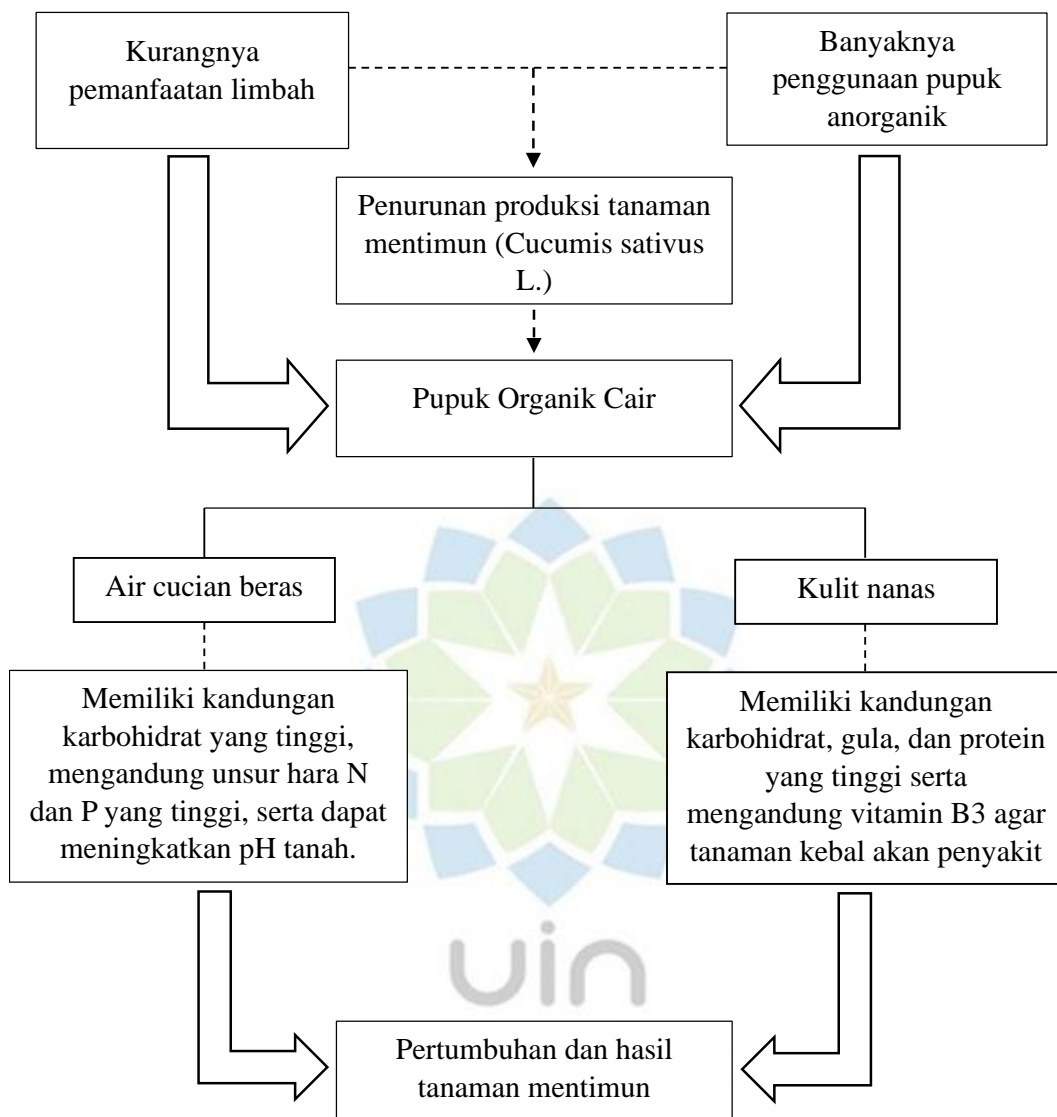 Kurangnya
pemanfaatan limbah
Banyaknya
penggunaan pupuk
anorganik
Penurunan produksi tanaman
mentimun (Cucumis sativus
L.)
Pupuk Organik Cair
Air cucian beras
Kulit nanas
Memiliki kandungan
karbohidrat yang tinggi,
mengandung unsur hara N
dan P yang tinggi, serta dapat
meningkatkan pH tanah.
Memiliki kandungan
karbohidrat, gula, dan protein
yang tinggi serta
mengandung vitamin B3 agar
tanaman kebal akan penyakit
uin
Pertumbuhan dan hasil
tanaman mentimun